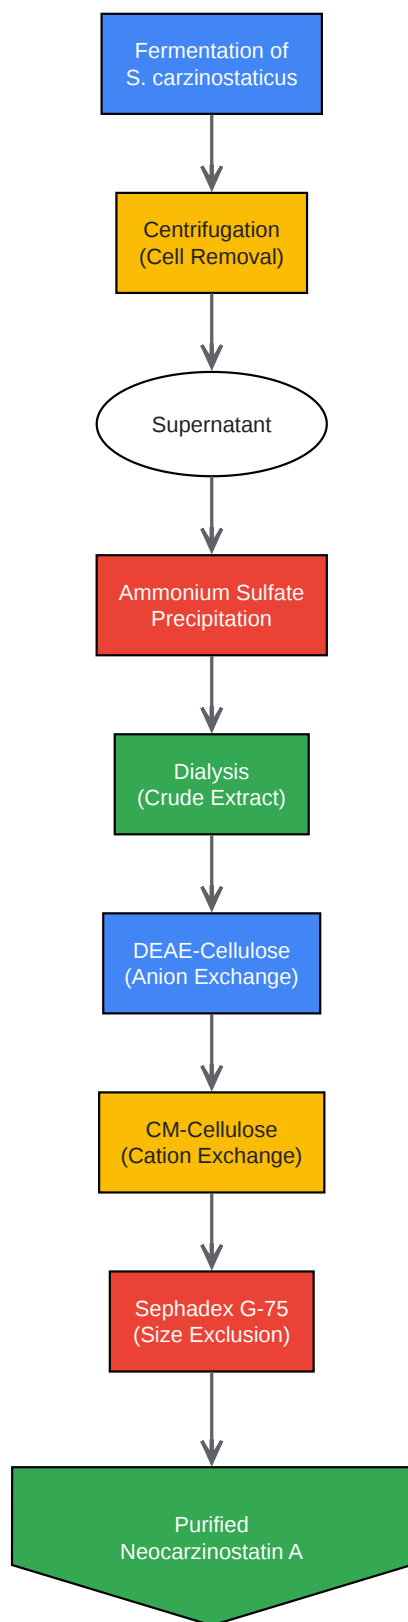 Fermentation of
S. carzinostaticus
Centrifugation
(Cell Removal)
Supernatant
Ammonium Sulfate
Precipitation
Dialysis
(Crude Extract)
DEAE-Cellulose
(Anion Exchange)
CM-Cellulose
(Cation Exchange)
Sephadex G-75
(Size Exclusion)
Purified
Neocarzinostatin A